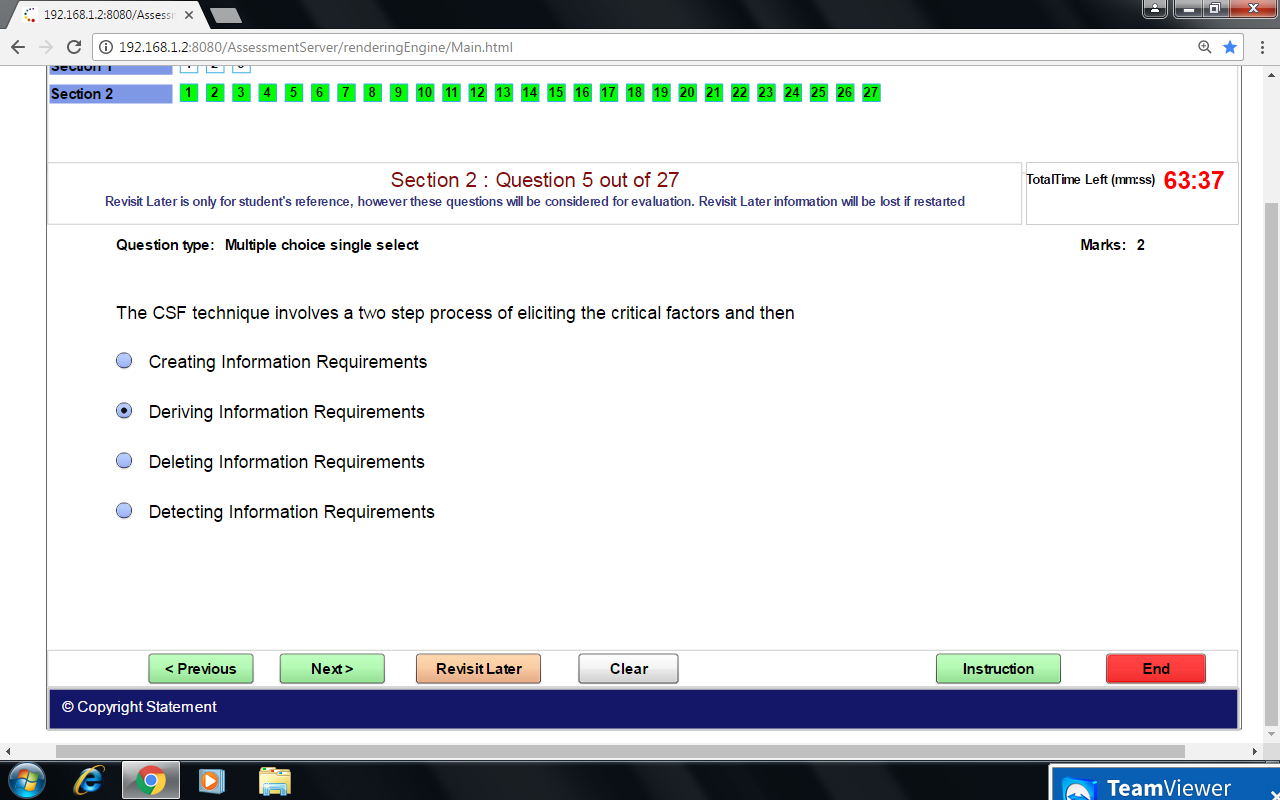 192.168.1.2:8080/Assess
192.168.1.2:8080/AssessmentServer/renderingEngine/Main.html
Section 1
Section 2 1 2 3 4 5 6 7 8 9 10 11 12 13 14 15 16 17 18 19 20 21 22 23 24 25 26 27
Section 2 : Question 5 out of 27
Revisit Later is only for student's reference, however these questions will be considered for evaluation. Revisit Later information will be lost if restarted
TotalTime Left (mm:ss) 63:37
Question type: Multiple choice single select
Marks: 2
The CSF technique involves a two step process of eliciting the critical factors and then
Creating Information Requirements
Deriving Information Requirements
Deleting Information Requirements
Detecting Information Requirements
< Previous
Next >
Revisit Later
Clear
Instruction
End
© Copyright Statement
TeamViewer